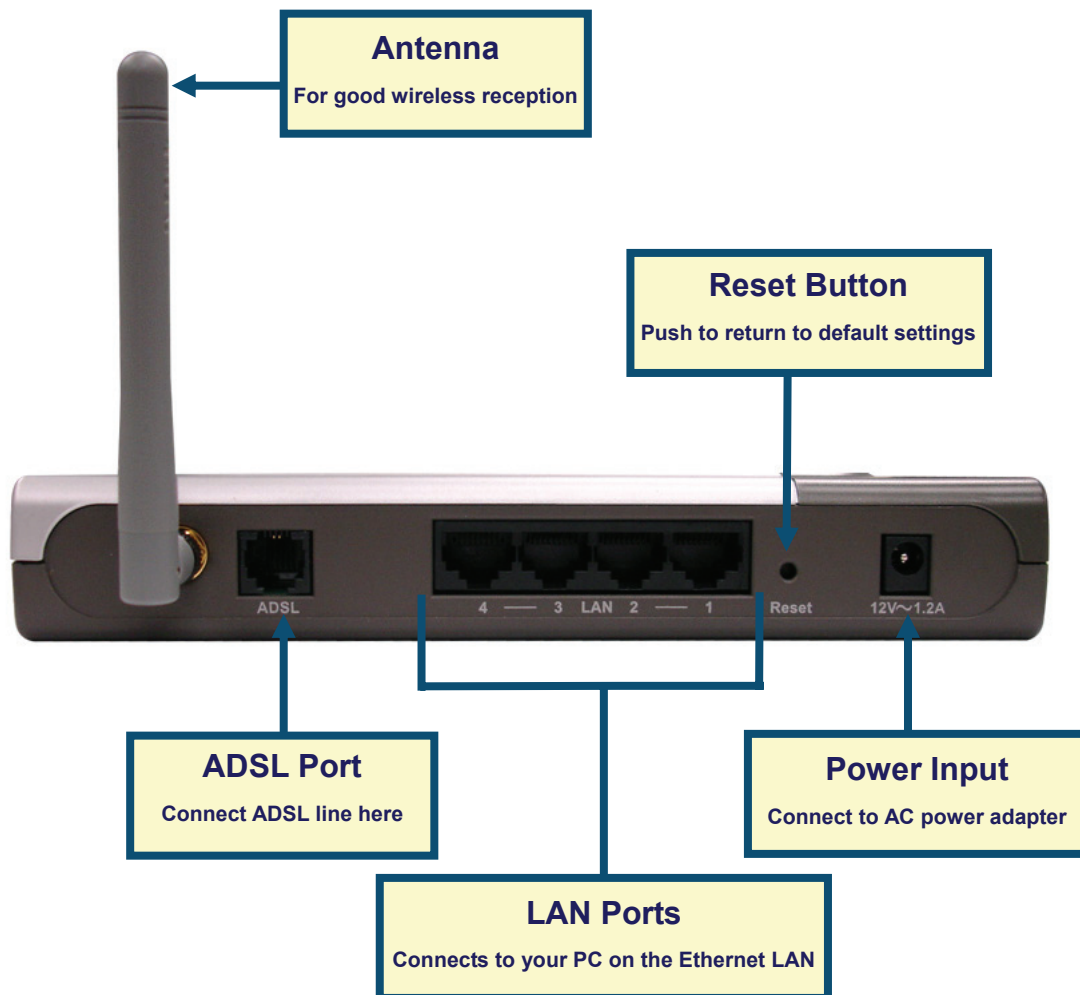 Antenna
For good wireless reception
Reset Button
Push to return to default settings
ADSL
4 — 3 LAN 2 — 1
Reset
12V～1.2A
ADSL Port
Connect ADSL line here
Power Input
Connect to AC power adapter
LAN Ports
Connects to your PC on the Ethernet LAN